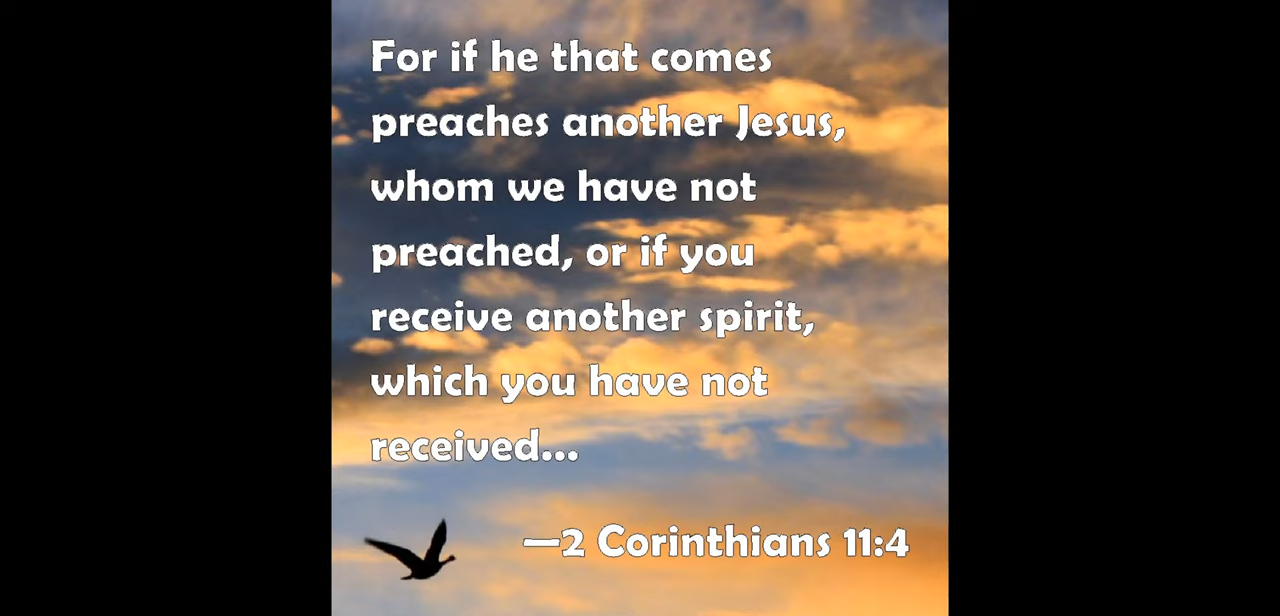 For if he that comes
preaches another Jesus,
whom we have not
preached, or if you
receive another spirit,
which you have not
received...
—2 Corinthians 11:4